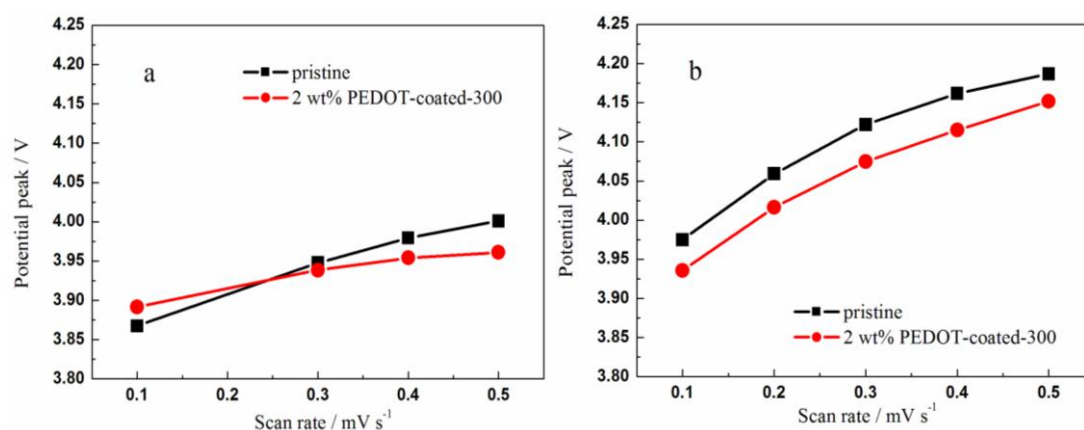 4.25
4.20
4.15
4.10
4.05
4.00
3.95
3.90
3.85
3.80
Potential peak / V
a
pristine
2 wt% PEDOT-coated-300
0.1 0.2 0.3 0.4 0.5
Scan rate / mV s⁻¹
4.25
4.20
4.15
4.10
4.05
4.00
3.95
3.90
3.85
3.80
Potential peak / V
b
pristine
2 wt% PEDOT-coated-300
0.1 0.2 0.3 0.4 0.5
Scan rate / mV s⁻¹